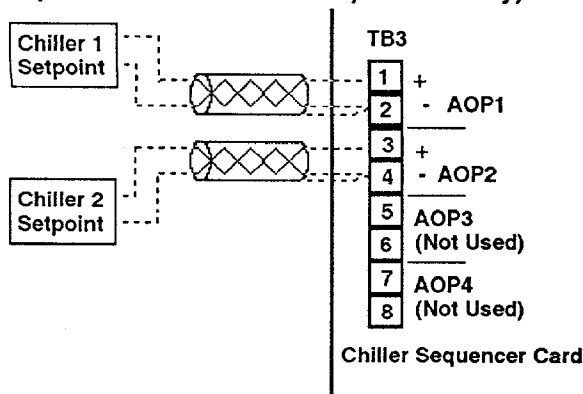 Chiller 1
Setpoint
Chiller 2
Setpoint
TB3
1 +
2 - AOP1
3 +
4 - AOP2
5 AOP3
6 (Not Used)
7 AOP4
8 (Not Used)
Chiller Sequencer Card